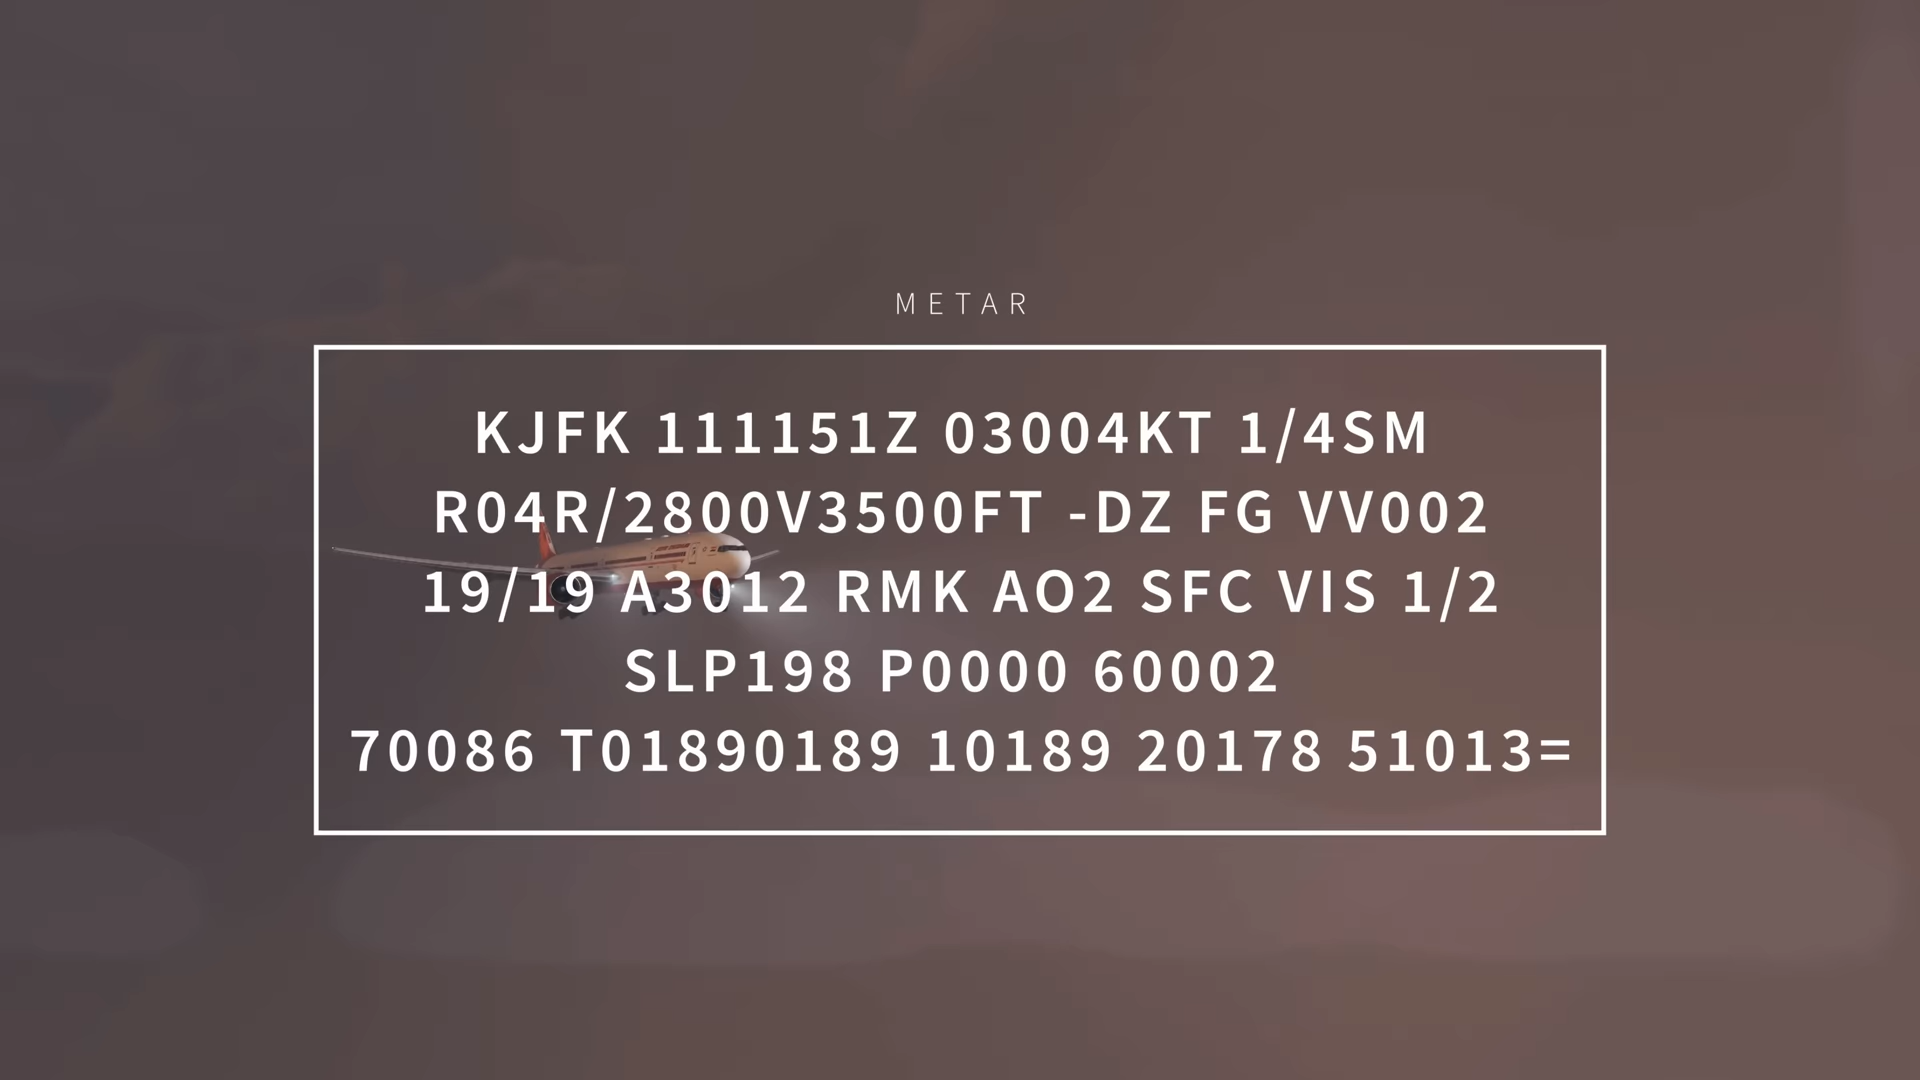 METAR
KJFK 111151Z 03004KT 1/4SM
R04R/2800V3500FT -DZ FG VV002
19/19 A3012 RMK AO2 SFC VIS 1/2
SLP198 P0000 60002
70086 T01890189 10189 20178 51013=